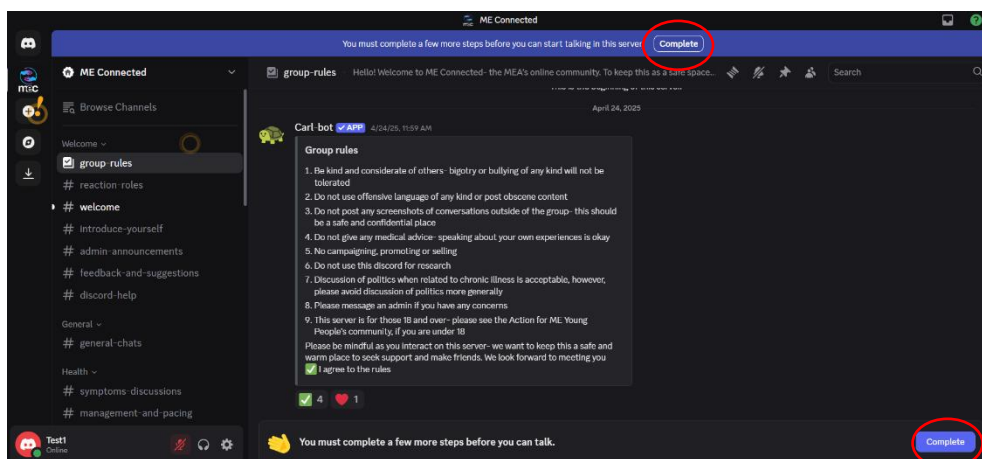 ME Connected
You must complete a few more steps before you can start talking in this server
Complete
mec
ME Connected
group-rules
Hello! Welcome to ME Connected- the MEA's online community. To keep this as a safe space...
Search
Browse Channels
April 24, 2025
Welcome
group-rules
# reaction-roles
# welcome
# introduce-yourself
# admin-announcements
# feedback-and-suggestions
# discord-help
General
# general-chats
Health
# symptoms-discussions
# management-and-pacing
Test1
Online
Carl-bot ✓ APP 4/24/25, 11:59 AM
Group rules
1. Be kind and considerate of others- bigotry or bullying of any kind will not be
tolerated
2. Do not use offensive language of any kind or post obscene content
3. Do not post any screenshots of conversations outside of the group- this should
be a safe and confidential place
4. Do not give any medical advice- speaking about your own experiences is okay
5. No campaigning, promoting or selling
6. Do not use this discord for research
7. Discussion of politics when related to chronic illness is acceptable, however,
please avoid discussion of politics more generally
8. Please message an admin if you have any concerns
9. This server is for those 18 and over- please see the Action for ME Young
People's community, if you are under 18
Please be mindful as you interact on this server- we want to keep this a safe and
warm place to seek support and make friends. We look forward to meeting you
✅ I agree to the rules
✅ 4 ❤️ 1
You must complete a few more steps before you can talk.
Complete